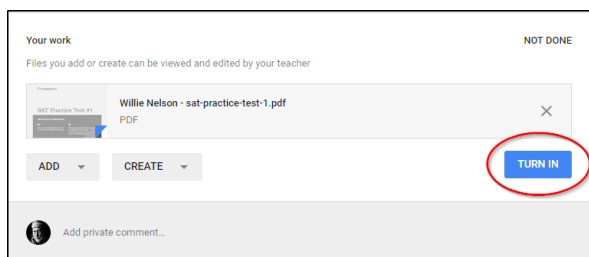 Your work
NOT DONE
Files you add or create can be viewed and edited by your teacher
SAT Practice Test #1
Willie Nelson - sat-practice-test-1.pdf
PDF
ADD
CREATE
TURN IN
Add private comment...